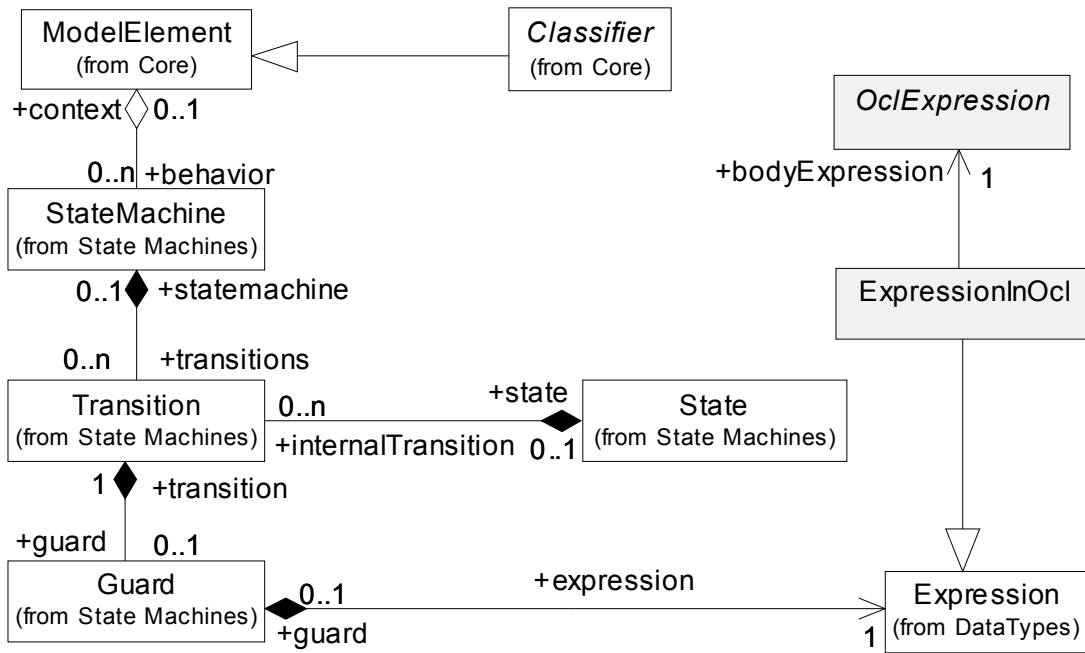 ModelElement
(from Core)
Classifier
(from Core)
+context
0..1
OclExpression
+bodyExpression
1
0..n
+behavior
StateMachine
(from State Machines)
ExpressionInOcl
0..1
+statemachine
0..n
+transitions
Transition
(from State Machines)
0..n
+internalTransition
+state
0..1
State
(from State Machines)
1
+transition
+guard
0..1
Guard
(from State Machines)
0..1
+guard
+expression
1
Expression
(from DataTypes)